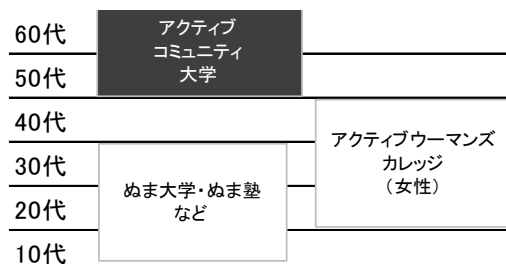 60代
アクティブ
コミュニティ
大学
50代
40代
アクティブウーマンズ
カレッジ
（女性）
30代
ぬま大学・ぬま塾
など
20代
10代